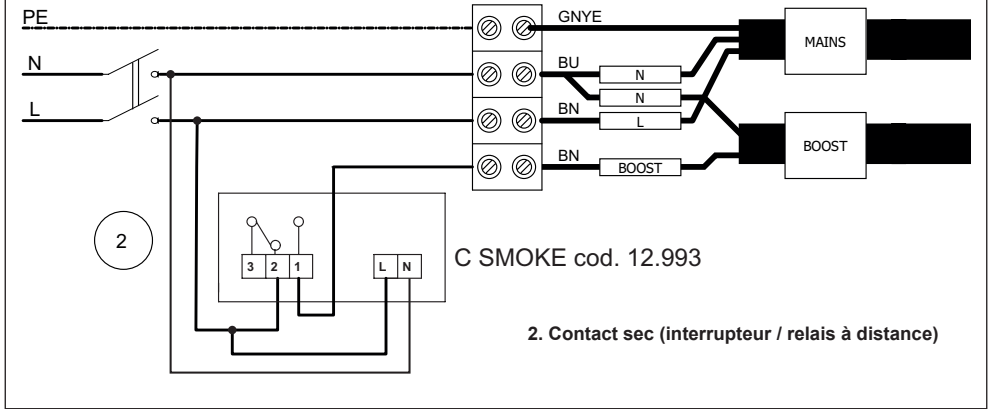 PE
GNYE
MAINS
N
BU
N
N
L
BN
L
BOOST
BN
BOOST
2
3 2 1
L N
C SMOKE cod. 12.993
2. Contact sec (interrupteur / relais à distance)